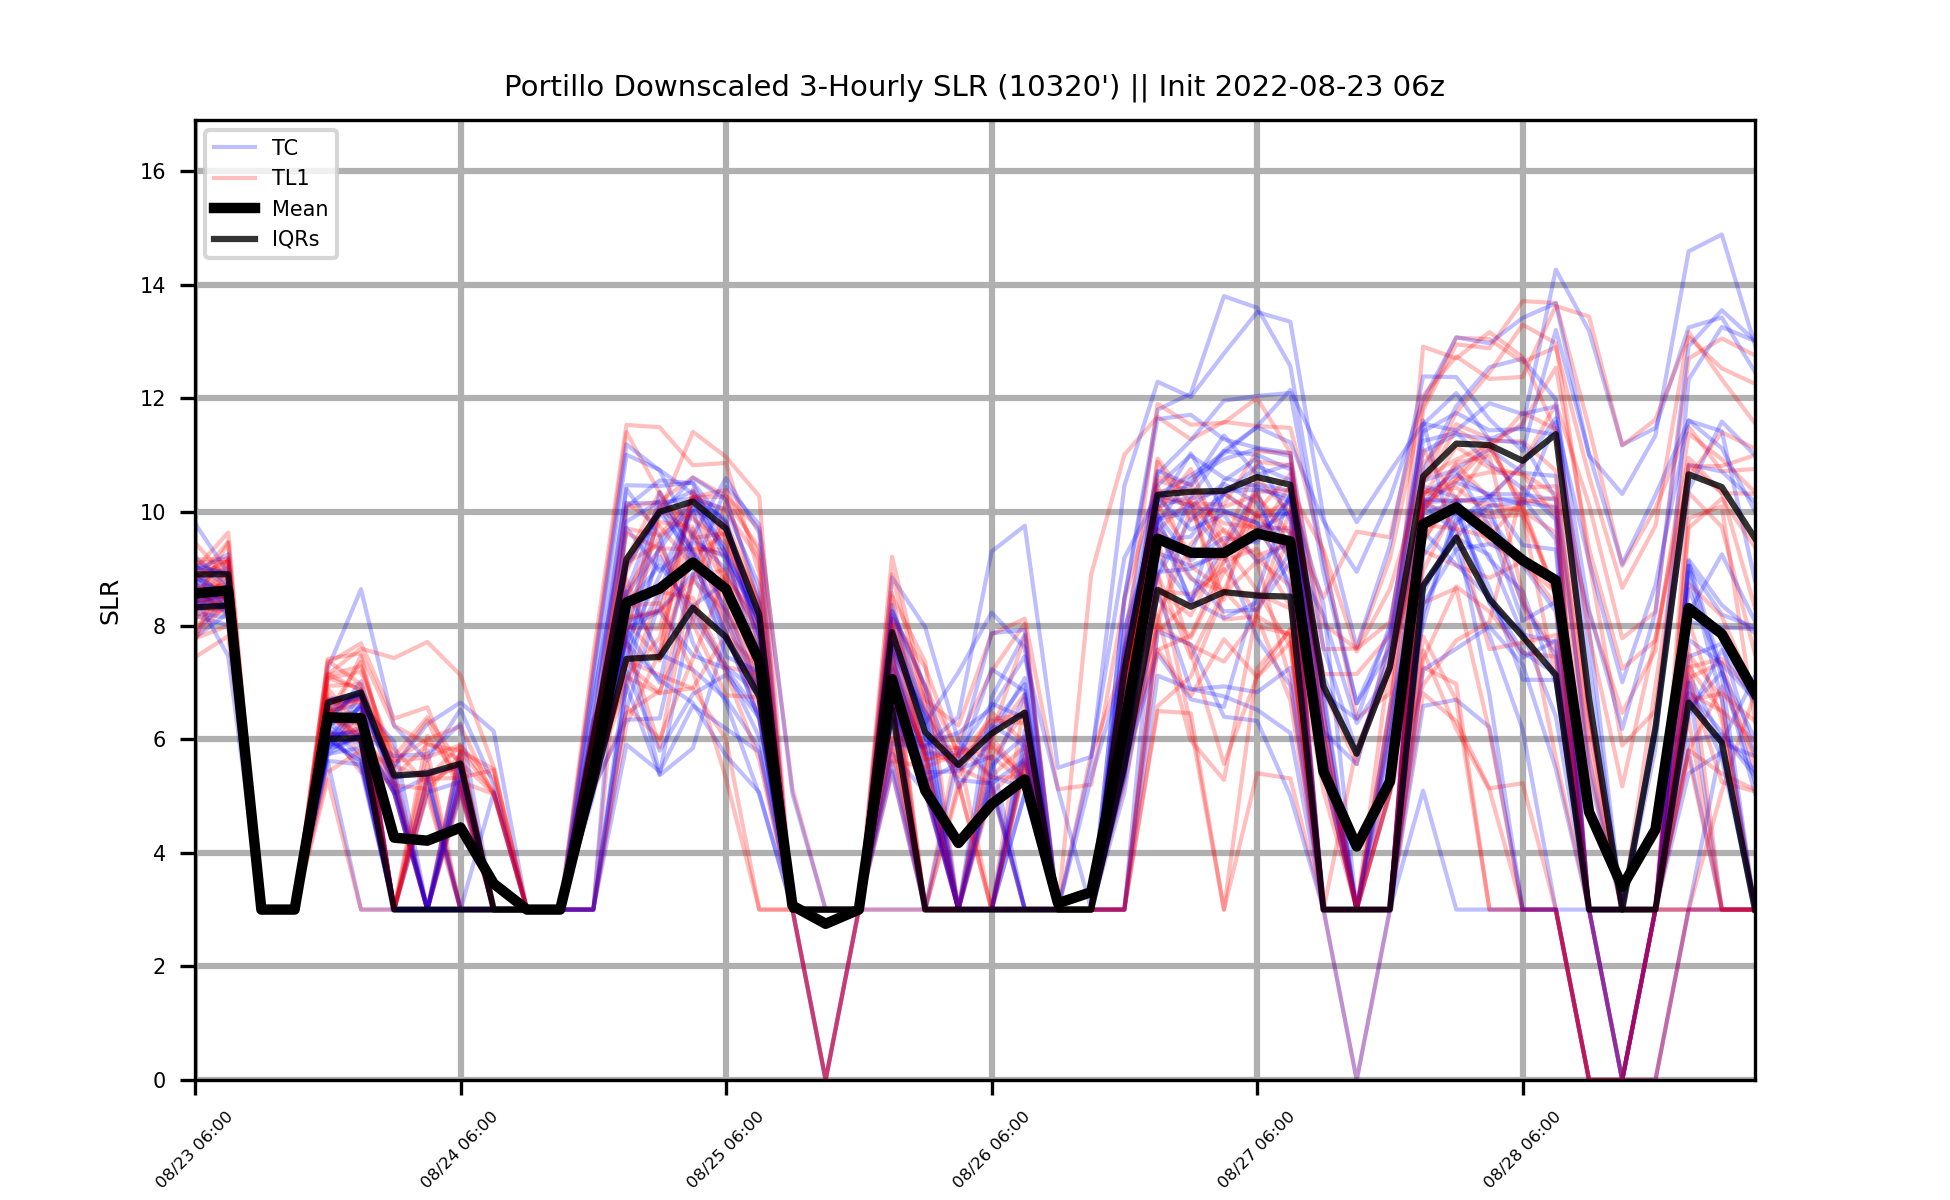 Portillo Downscaled 3-Hourly SLR (10320') || Init 2022-08-23 06z
TC
TL1
Mean
IQRs
SLR
16
14
12
10
8
6
4
2
0
08/23 06:00
08/24 06:00
08/25 06:00
08/26 06:00
08/27 06:00
08/28 06:00